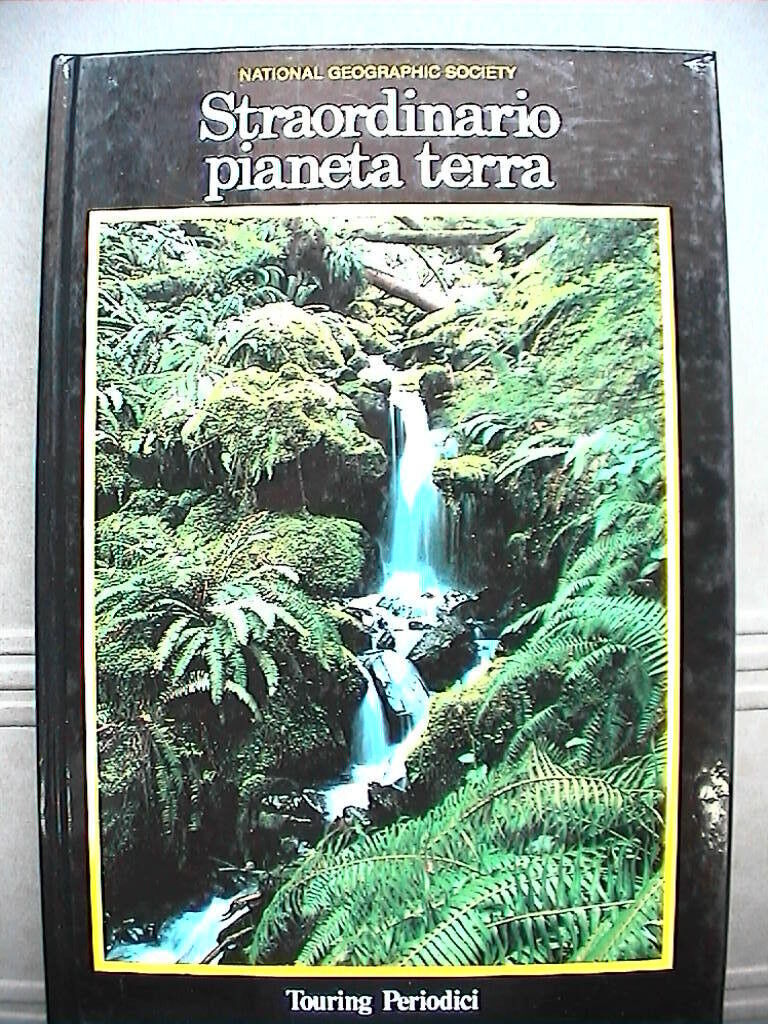 NATIONAL GEOGRAPHIC SOCIETY
Straordinario
pianeta terra
Touring Periodici